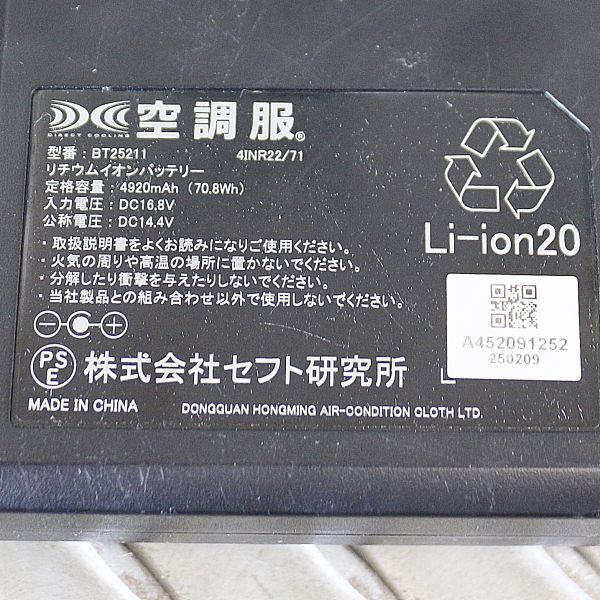 DIRECT COOLING
空調服®
型番：BT25211 4INR22/71
リチウムイオンバッテリー
定格容量：4920mAh（70.8Wh）
入力電圧：DC16.8V
公称電圧：DC14.4V
・取扱説明書をよくお読みになりご使用ください。
・火気の周りや高温の場所に置かないでください。
・分解したり衝撃を与えたりしないでください。
・当社製品との組み合わせ以外で使用しないでください。
Li-ion20
A452091252
250209
PSE 株式会社セフト研究所 L
MADE IN CHINA DONGGUAN HONGMING AIR-CONDITION CLOTH LTD.